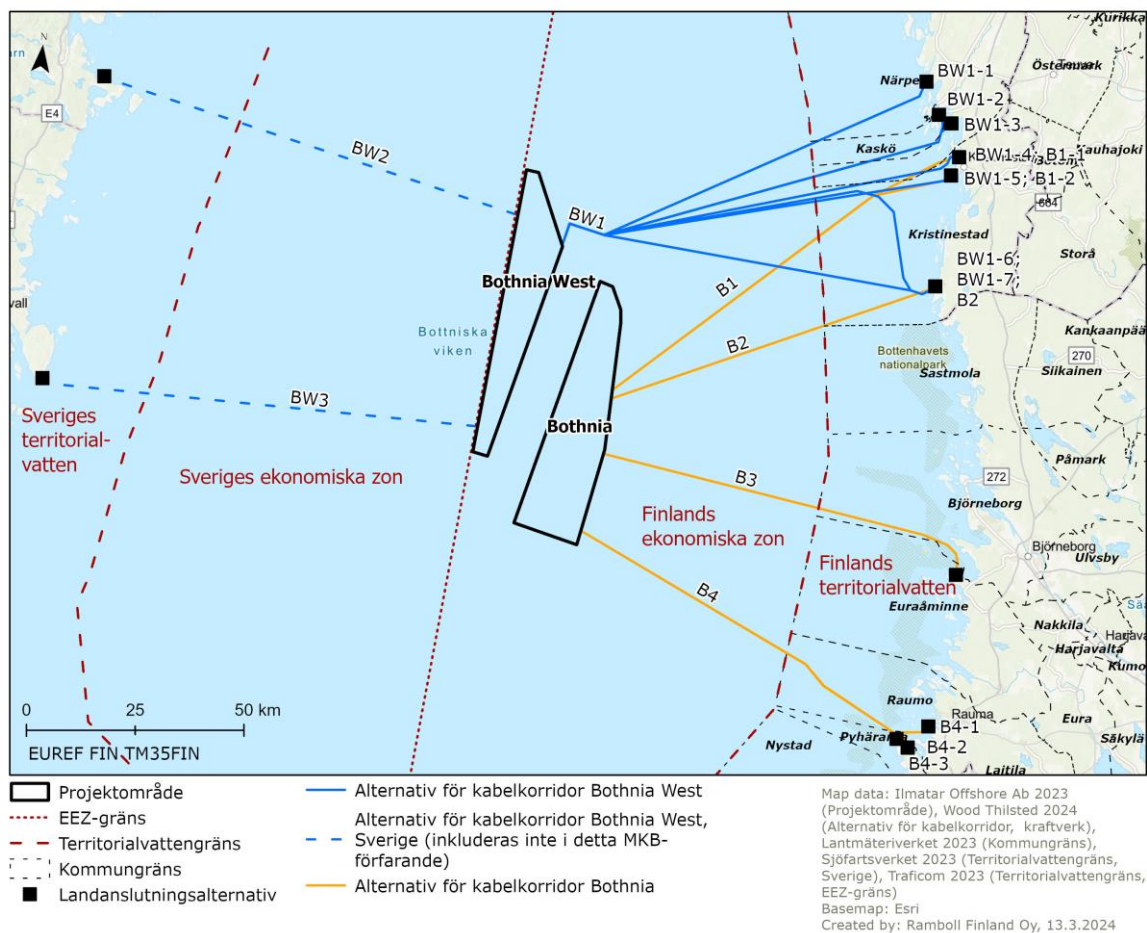 N
Kurikka
Östermark
Teuva
Närpe
BW1-1
BW1-2
E4
BW1-3
Kaskö
BW1-4; B1-1
auhajoki
BW2
BW1-5; B1-2
664
BW1
Kristinestad
Storå
BW1-6;
BW1-7;
B2
Bothnia West
B1
vall
Bottniska
viken
B2
Kankaanpää
Bottenhavets
nationalpark
270
Sastmola
Siikainen
BW3
Sveriges
territorial-
vatten
Bothnia
Påmark
Sveriges ekonomiska zon
B3
272
Björneborg
Finlands
ekonomiska zon
Björneborg
Ulvsby
Finlands
territorialvatten
B4
Euraåminne
Nakkila
Harjava
Harjavalta
Kumo
Raumo
0 25 50 km
Rauma
Eura
B4-1
Säkylä
EUREF FIN TM35FIN
Nystad
Pyhäranta
B4-2
B4-3
Laitila
Projektområde
EEZ-gräns
Territorialvattengräns
Kommungräns
Landanslutningsalternativ
Alternativ för kabelkorridor Bothnia West
Alternativ för kabelkorridor Bothnia West,
Sverige (inkluderas inte i detta MKB-
förfarande)
Alternativ för kabelkorridor Bothnia
Map data: Ilmatar Offshore Ab 2023
(Projektområde), Wood Thilsted 2024
(Alternativ för kabelkorridor, kraftverk),
Lantmäteriverket 2023 (Kommungräns),
Sjöfartsverket 2023 (Territorialvattengräns,
Sverige), Traficom 2023 (Territorialvattengräns,
EEZ-gräns)
Basemap: Esri
Created by: Ramboll Finland Oy, 13.3.2024